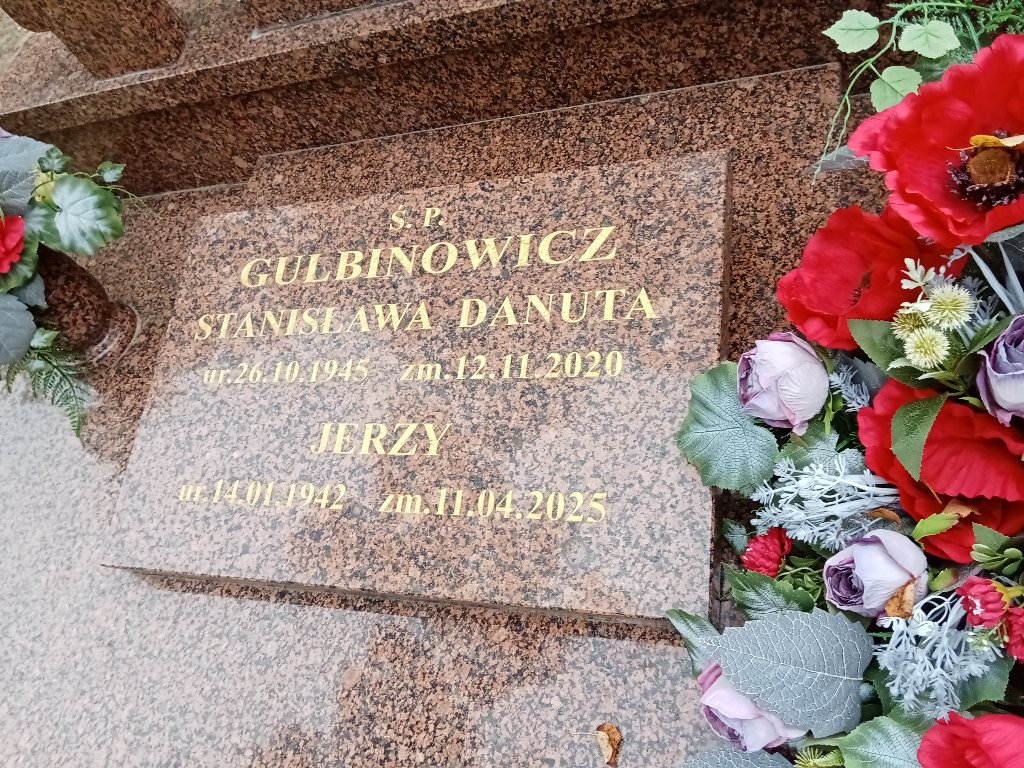 Ś. P.
GULBINOWICZ
STANISŁAWA DANUTA
ur.26.10.1945 zm.12.11.2020
JERZY
ur.14.01.1942 zm.11.04.2025